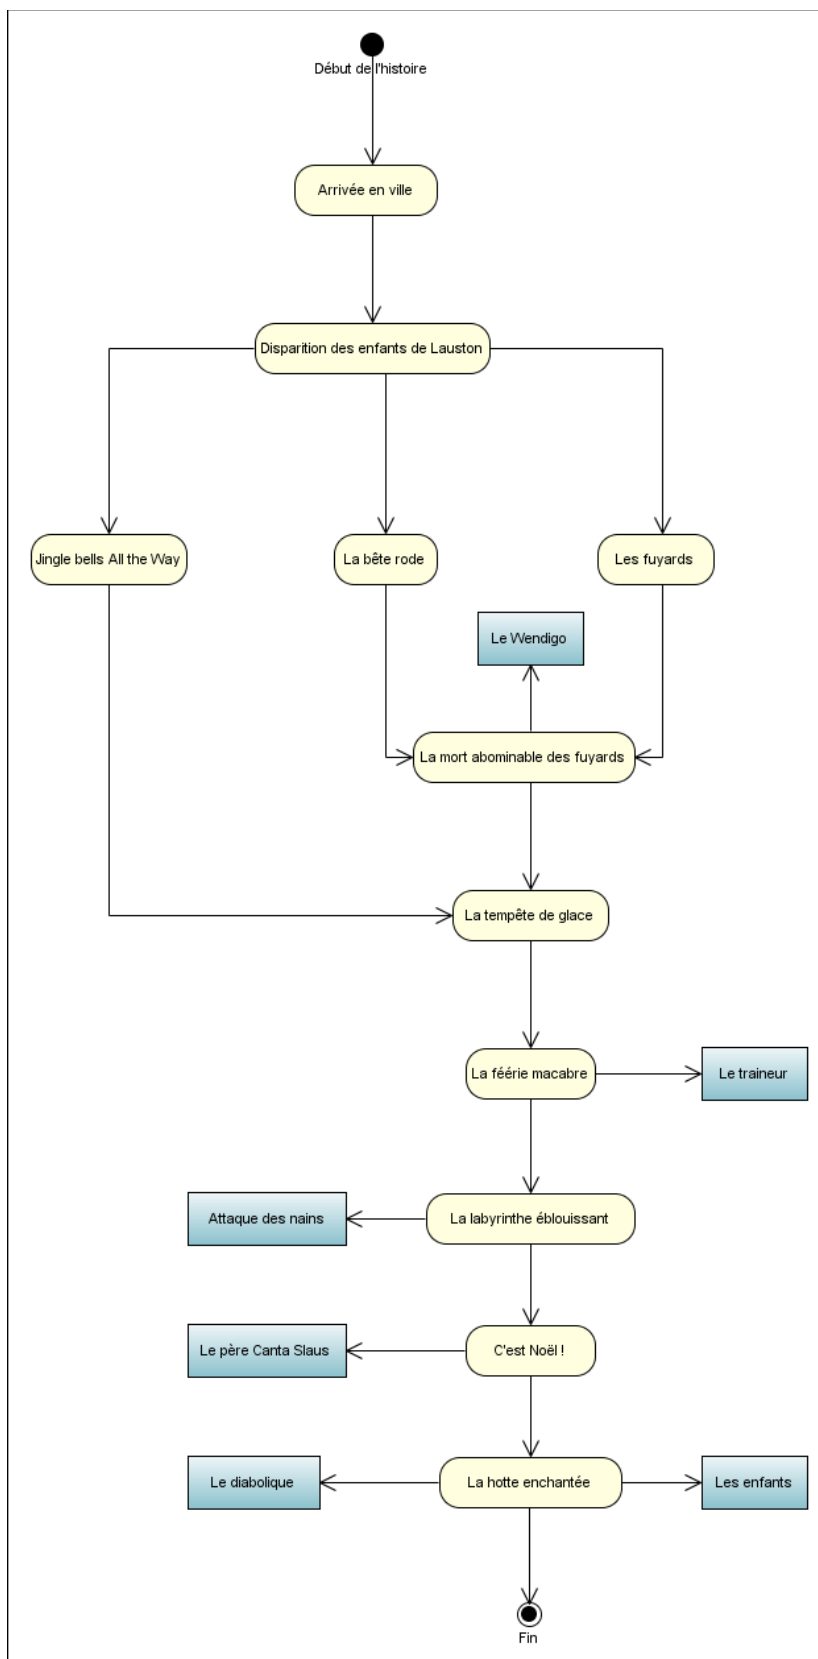 Début de l'histoire
Arrivée en ville
Disparition des enfants de Lauston
Jingle bells All the Way
La bête rode
Les fuyards
Le Wendigo
La mort abominable des fuyards
La tempête de glace
La féérie macabre
Le traineur
Attaque des nains
La labyrinthe éblouissant
Le père Canta Slaus
C'est Noël !
Le diabolique
La hotte enchantée
Les enfants
Fin